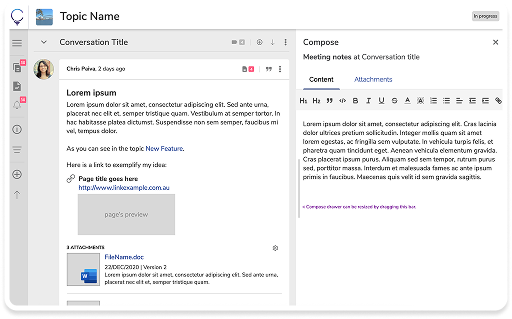 Topic Name
In progress
Conversation Title
Chris Paiva, 2 days ago
Lorem ipsum
Lorem ipsum dolor sit amet, consectetur adipiscing elit. Sed ante urna,
placerat nec elit et, semper tristique quam. Vestibulum at semper tortor. In
hac habitasse platea dictumst. Suspendisse non sem semper, faucibus mi
vel, tempus dolor.
As you can see in the topic New Feature.
Here is a link to exemplify my idea:
Page title goes here
http://www.linkexample.com.au
page's preview
3 ATTACHMENTS
FileName.doc
22/DEC/2020 | Version 2
Lorem ipsum dolor sit amet, consectetur adipiscing elit. Sed ante urna,
placerat nec elit et, semper tristique quam.
Compose
Meeting notes at Conversation title
Content
Attachments
H1 H2 B I U S A A
Lorem ipsum dolor sit amet, consectetur adipiscing elit. Cras lacinia
dolor ultrices pretium sollicitudin. Integer mollis quam sit amet
lorem egestas, ac fringilla sem vulputate. In vehicula turpis felis, et
pharetra quam tincidunt eget. Aenean vehicula elementum gravida.
Cras placerat ipsum purus. Aliquam sed sem tempor, rutrum purus
sed, porttitor massa. Interdum et malesuada fames ac ante ipsum
primis in faucibus. Maecenas quis velit id sem gravida sagittis.
< Compose drawer can be resized by dragging this bar.